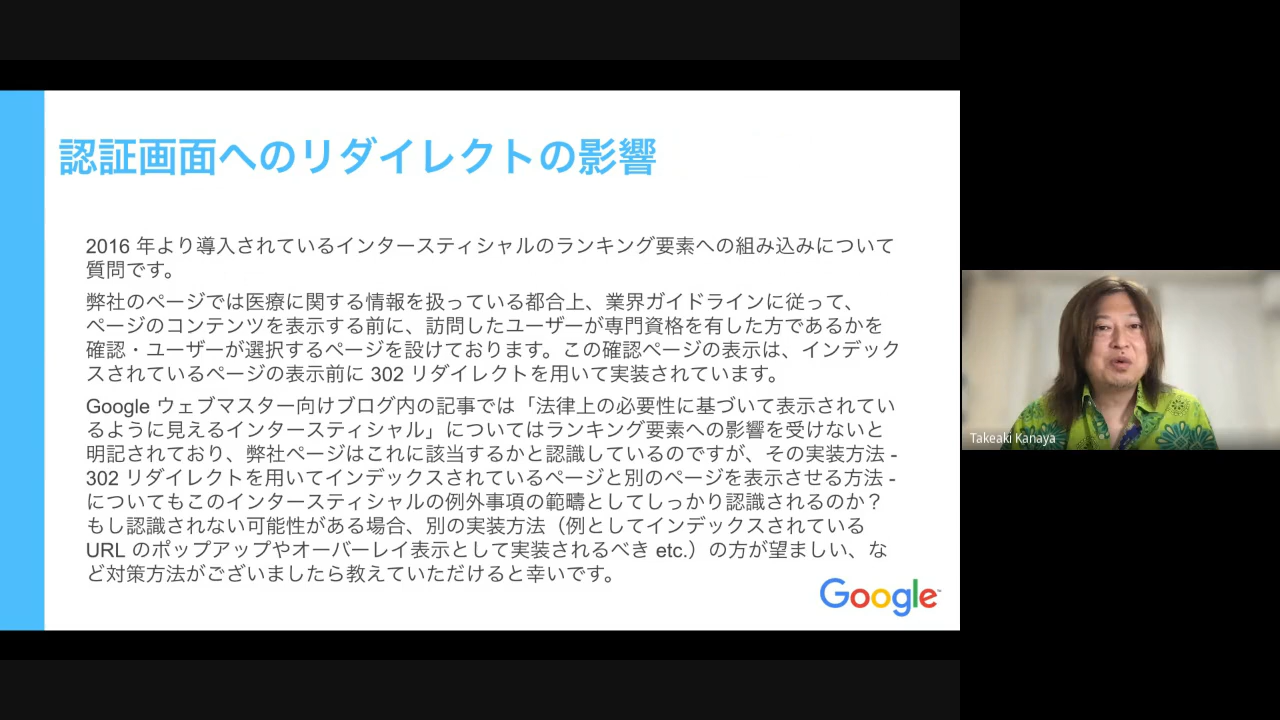 認証画面へのリダイレクトの影響
2016 年より導入されているインタースティシャルのランキング要素への組み込みについて
質問です。
弊社のページでは医療に関する情報を扱っている都合上、業界ガイドラインに従って、
ページのコンテンツを表示する前に、訪問したユーザーが専門資格を有した方であるかを
確認・ユーザーが選択するページを設けております。この確認ページの表示は、インデック
スされているページの表示前に 302 リダイレクトを用いて実装されています。
Google ウェブマスター向けブログ内の記事では「法律上の必要性に基づいて表示されてい
るように見えるインタースティシャル」についてはランキング要素への影響を受けないと
明記されており、弊社ページはこれに該当するかと認識しているのですが、その実装方法 -
302 リダイレクトを用いてインデックスされているページと別のページを表示させる方法 -
についてもこのインタースティシャルの例外事項の範疇としてしっかり認識されるのか？
もし認識されない可能性がある場合、別の実装方法（例としてインデックスされている
URL のポップアップやオーバーレイ表示として実装されるべき etc.）の方が望ましい、な
ど対策方法がございましたら教えていただけると幸いです。
Google
Takeaki Kanaya